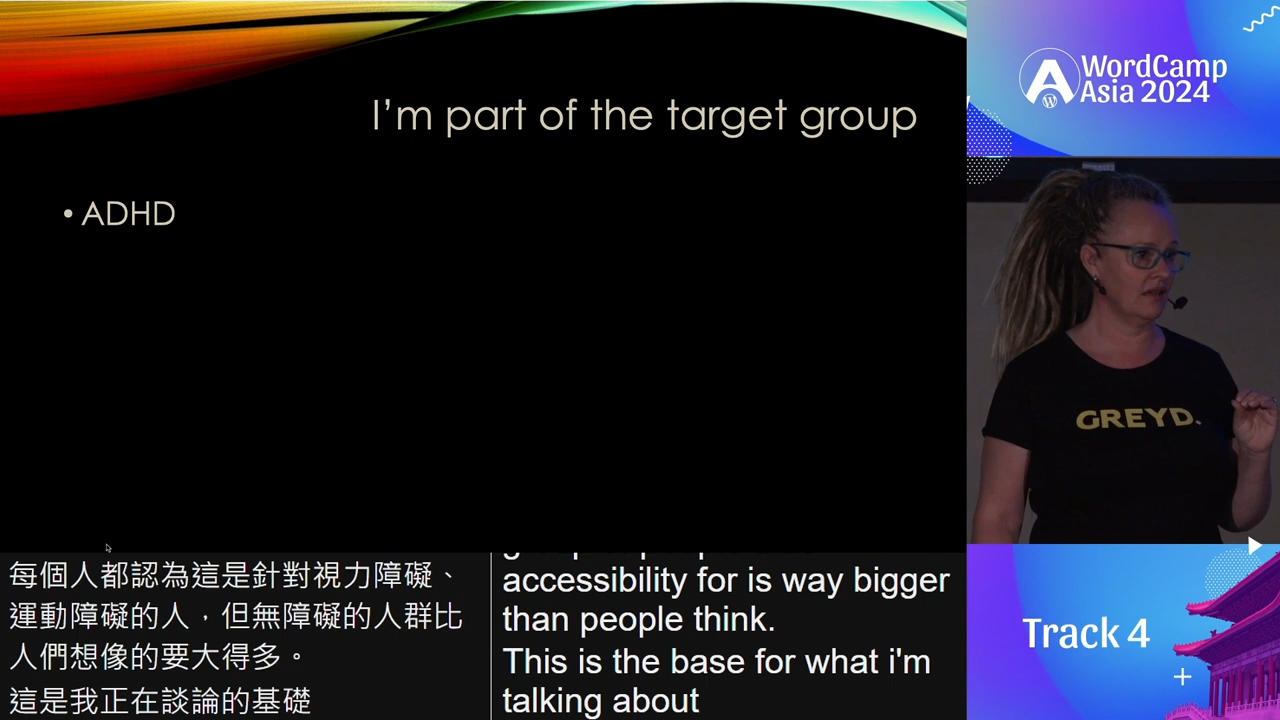 I'm part of the target group
• ADHD
每個人都認為這是針對視力障礙、
運動障礙的人，但無障礙的人群比
人們想像的要大得多。
這是我正在談論的基礎
accessibility for is way bigger
than people think.
This is the base for what i'm
talking about
WordCamp
Asia 2024
GREYD.
Track 4